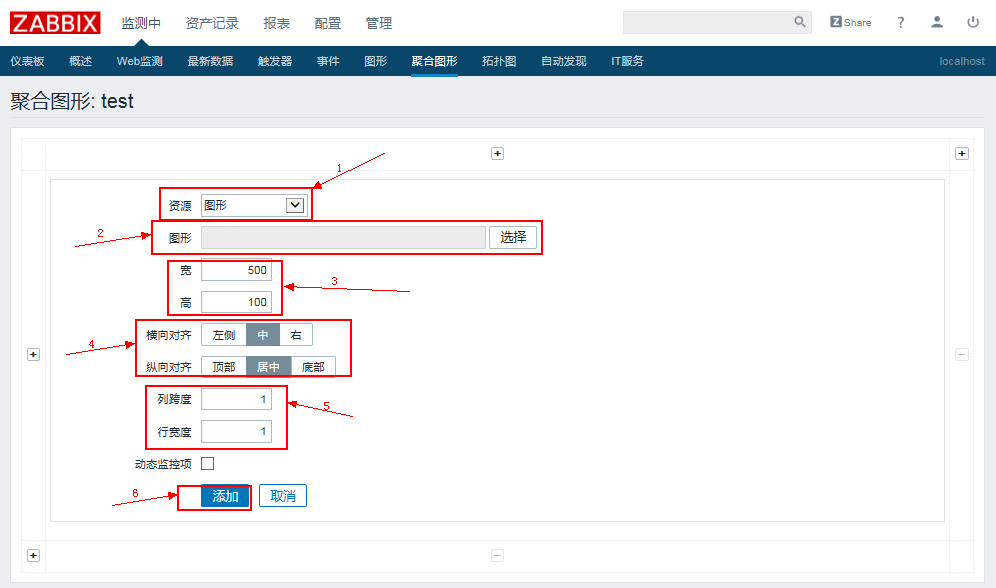 ZABBIX 监测中 资产记录 报表 配置 管理 Z Share ?
仪表板 概述 Web监测 最新数据 触发器 事件 图形 聚合图形 拓扑图 自动发现 IT服务 localhost
聚合图形: test
1
资源 图形
2 图形 选择
宽 500
3
高 100
横向对齐 左侧 中 右
4
纵向对齐 顶部 居中 底部
列跨度 1
5
行宽度 1
动态监控项
6 添加 取消